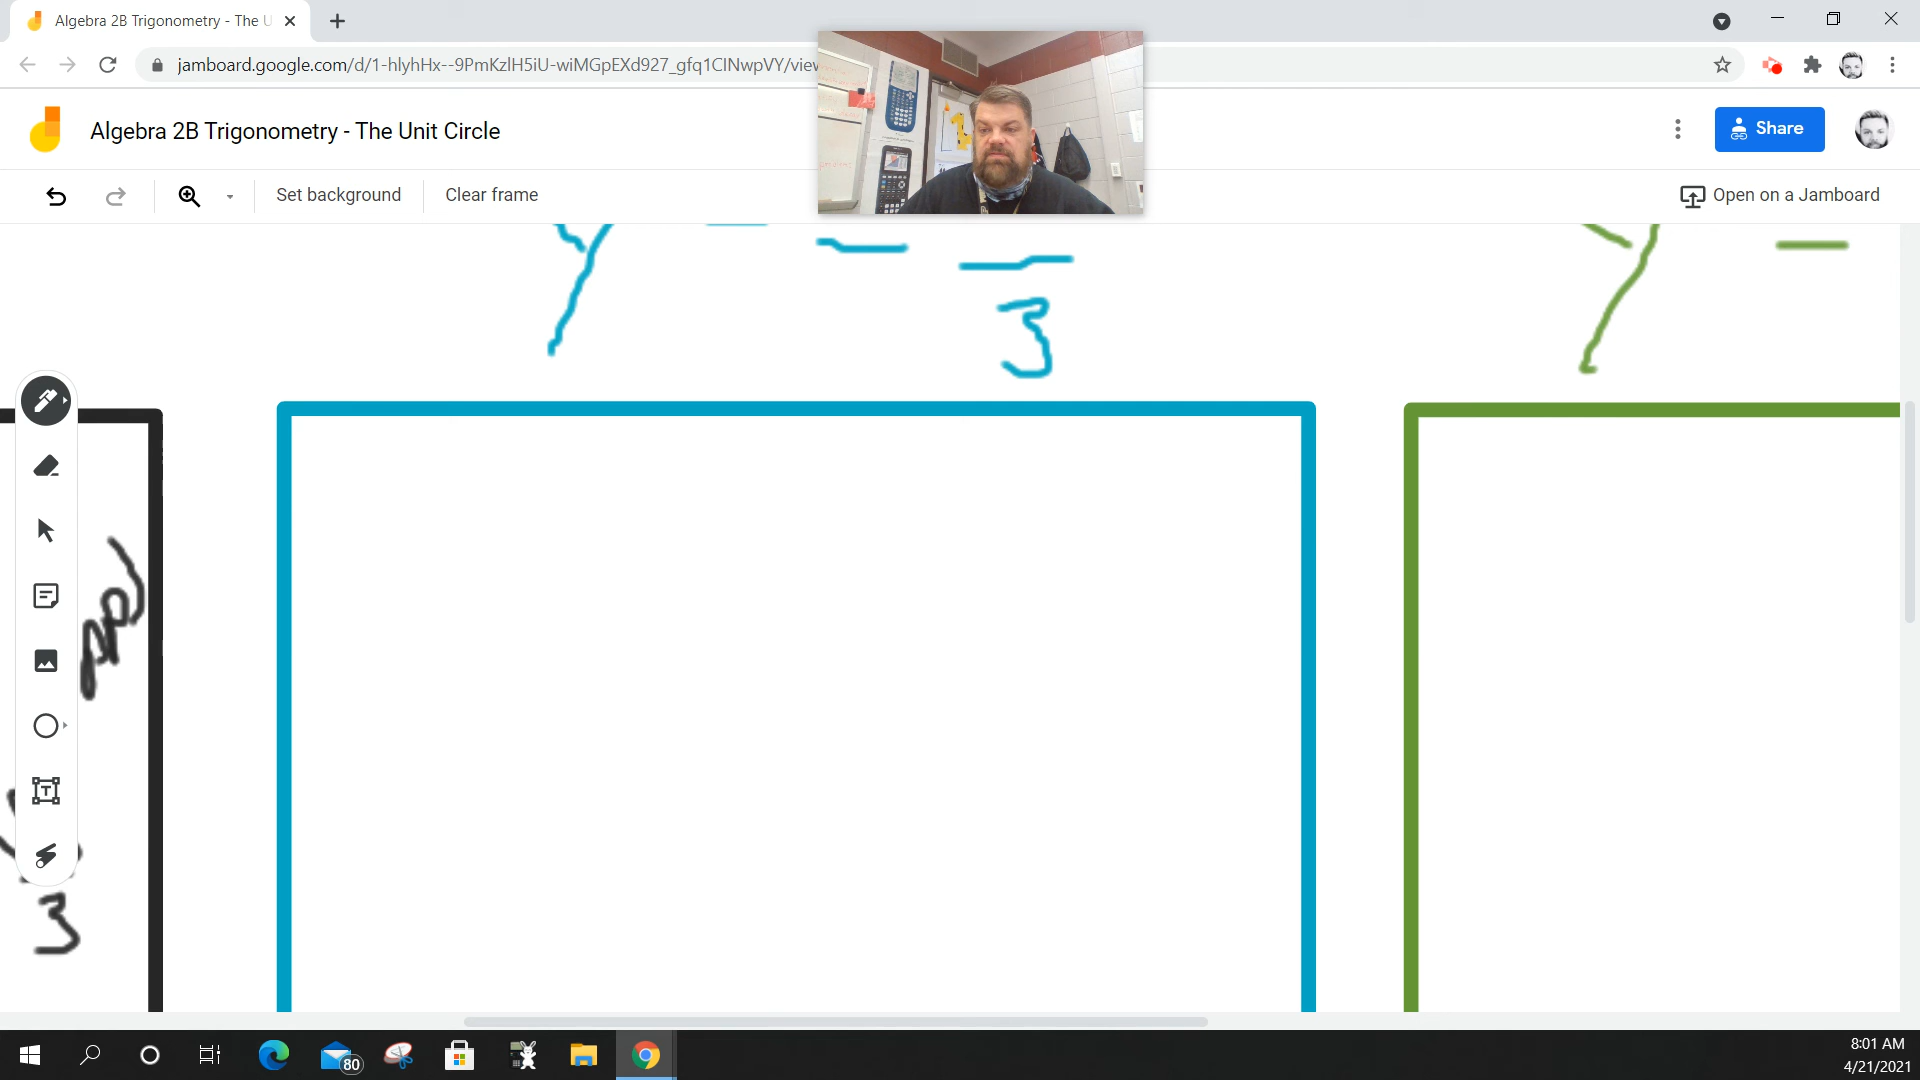 Algebra 2B Trigonometry - The U
jamboard.google.com/d/1-hlyhHx--9PmKzlH5iU-wiMGpEXd927_gfq1ClNwpVY/view
Algebra 2B Trigonometry - The Unit Circle
Share
Set background
Clear frame
Open on a Jamboard
y = -
3
3
80
8:01 AM
4/21/2021